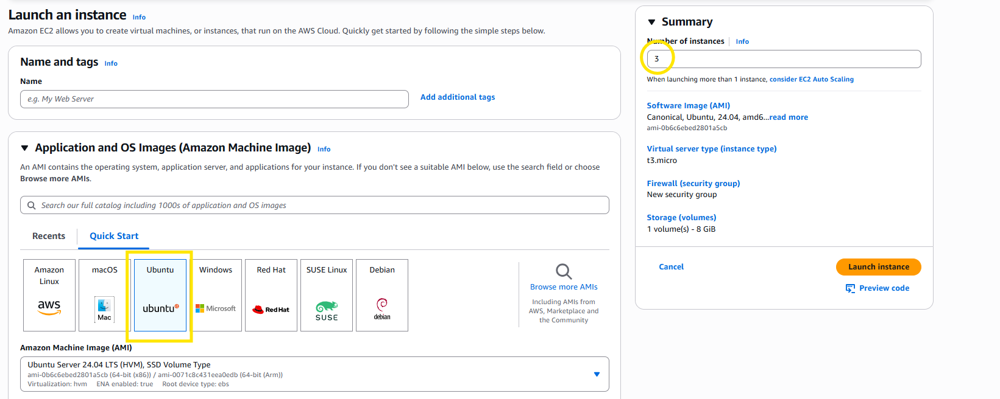 Launch an instance Info
Amazon EC2 allows you to create virtual machines, or instances, that run on the AWS Cloud. Quickly get started by following the simple steps below.
Name and tags Info
Name
e.g. My Web Server
Add additional tags
Application and OS Images (Amazon Machine Image) Info
An AMI contains the operating system, application server, and applications for your instance. If you don't see a suitable AMI below, use the search field or choose
Browse more AMIs.
Search our full catalog including 1000s of application and OS images
Recents
Quick Start
Amazon
Linux
aws
macOS
Mac
Ubuntu
ubuntu
Windows
Microsoft
Red Hat
Red Hat
SUSE Linux
SUSE
Debian
debian
Browse more AMIs
Including AMIs from
AWS, Marketplace and
the Community
Amazon Machine Image (AMI)
Ubuntu Server 24.04 LTS (HVM), SSD Volume Type
ami-0b6c6ebed2801a5cb (64-bit (x86)) / ami-0071c8c431eea0edb (64-bit (Arm))
Virtualization: hvm ENA enabled: true Root device type: ebs
Summary
Number of instances Info
3
When launching more than 1 instance, consider EC2 Auto Scaling
Software Image (AMI)
Canonical, Ubuntu, 24.04, amd6...read more
ami-0b6c6ebed2801a5cb
Virtual server type (instance type)
t3.micro
Firewall (security group)
New security group
Storage (volumes)
1 volume(s) - 8 GiB
Cancel
Launch instance
Preview code